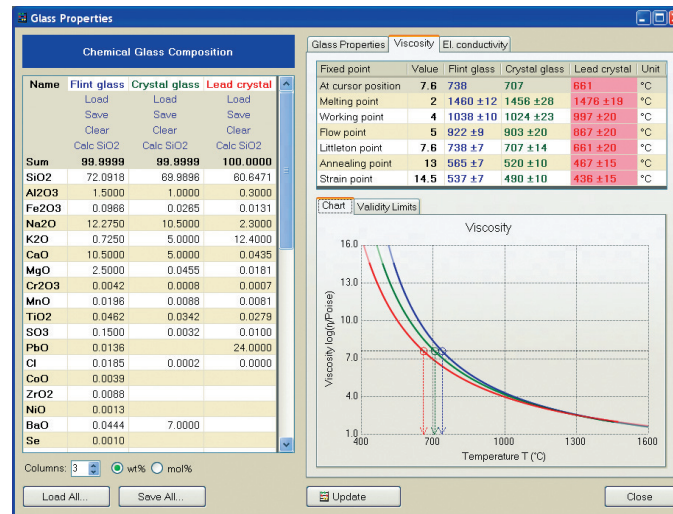 Glass Properties
Chemical Glass Composition
Name Flint glass Crystal glass Lead crystal
Load Load Load
Save Save Save
Clear Clear Clear
Calc SiO2 Calc SiO2 Calc SiO2
Sum 99.9999 99.9999 100.0000
SiO2 72.0918 69.9896 60.6471
Al2O3 1.5000 1.0000 0.3000
Fe2O3 0.0966 0.0265 0.0131
Na2O 12.2750 10.5000 2.3000
K2O 0.7250 5.0000 12.4000
CaO 10.5000 5.0000 0.0435
MgO 2.5000 0.0455 0.0181
Cr2O3 0.0042 0.0008 0.0007
MnO 0.0196 0.0088 0.0081
TiO2 0.0462 0.0342 0.0279
SO3 0.1500 0.0032 0.0100
PbO 0.0136 24.0000
Cl 0.0185 0.0002 0.0000
CoO 0.0039
ZrO2 0.0088
NiO 0.0013
BaO 0.0444 7.0000
Se 0.0010
Columns: 3 wt% mol%
Load All... Save All...
Glass Properties Viscosity El. conductivity
Fixed point Value Flint glass Crystal glass Lead crystal Unit
At cursor position 7.6 738 707 661 °C
Melting point 2 1460 ±12 1456 ±28 1476 ±19 °C
Working point 4 1038 ±10 1024 ±23 997 ±20 °C
Flow point 5 922 ±9 903 ±20 867 ±20 °C
Littleton point 7.6 738 ±7 707 ±14 661 ±20 °C
Annealing point 13 565 ±7 520 ±10 467 ±15 °C
Strain point 14.5 537 ±7 490 ±10 436 ±15 °C
Chart Validity Limits
Viscosity
Viscosity log(η/Poise)
16.0
13.0
10.0
7.0
4.0
1.0
400 700 1000 1300 1600
Temperature T (°C)
Update Close